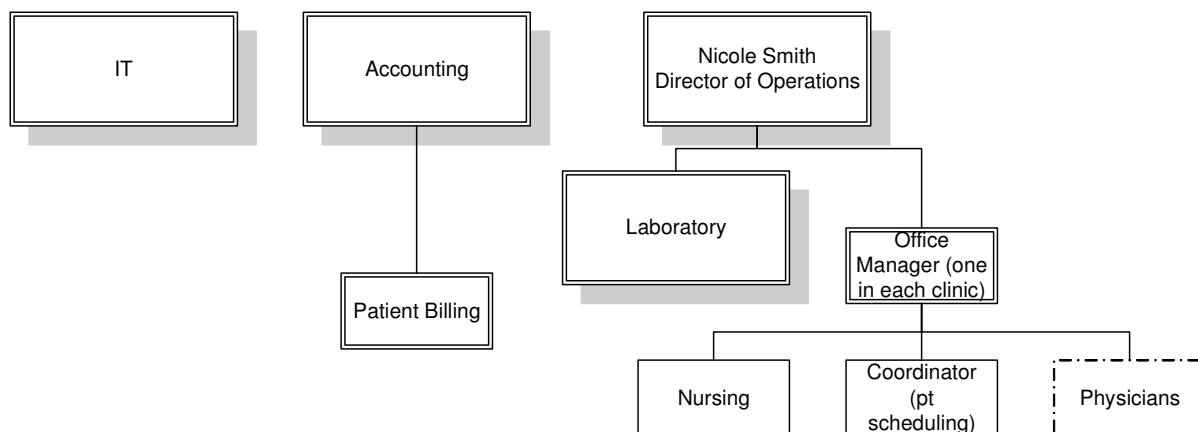 IT
Accounting
Nicole Smith
Director of Operations
Laboratory
Office
Manager (one
in each clinic)
Patient Billing
Nursing
Coordinator
(pt
scheduling)
Physicians